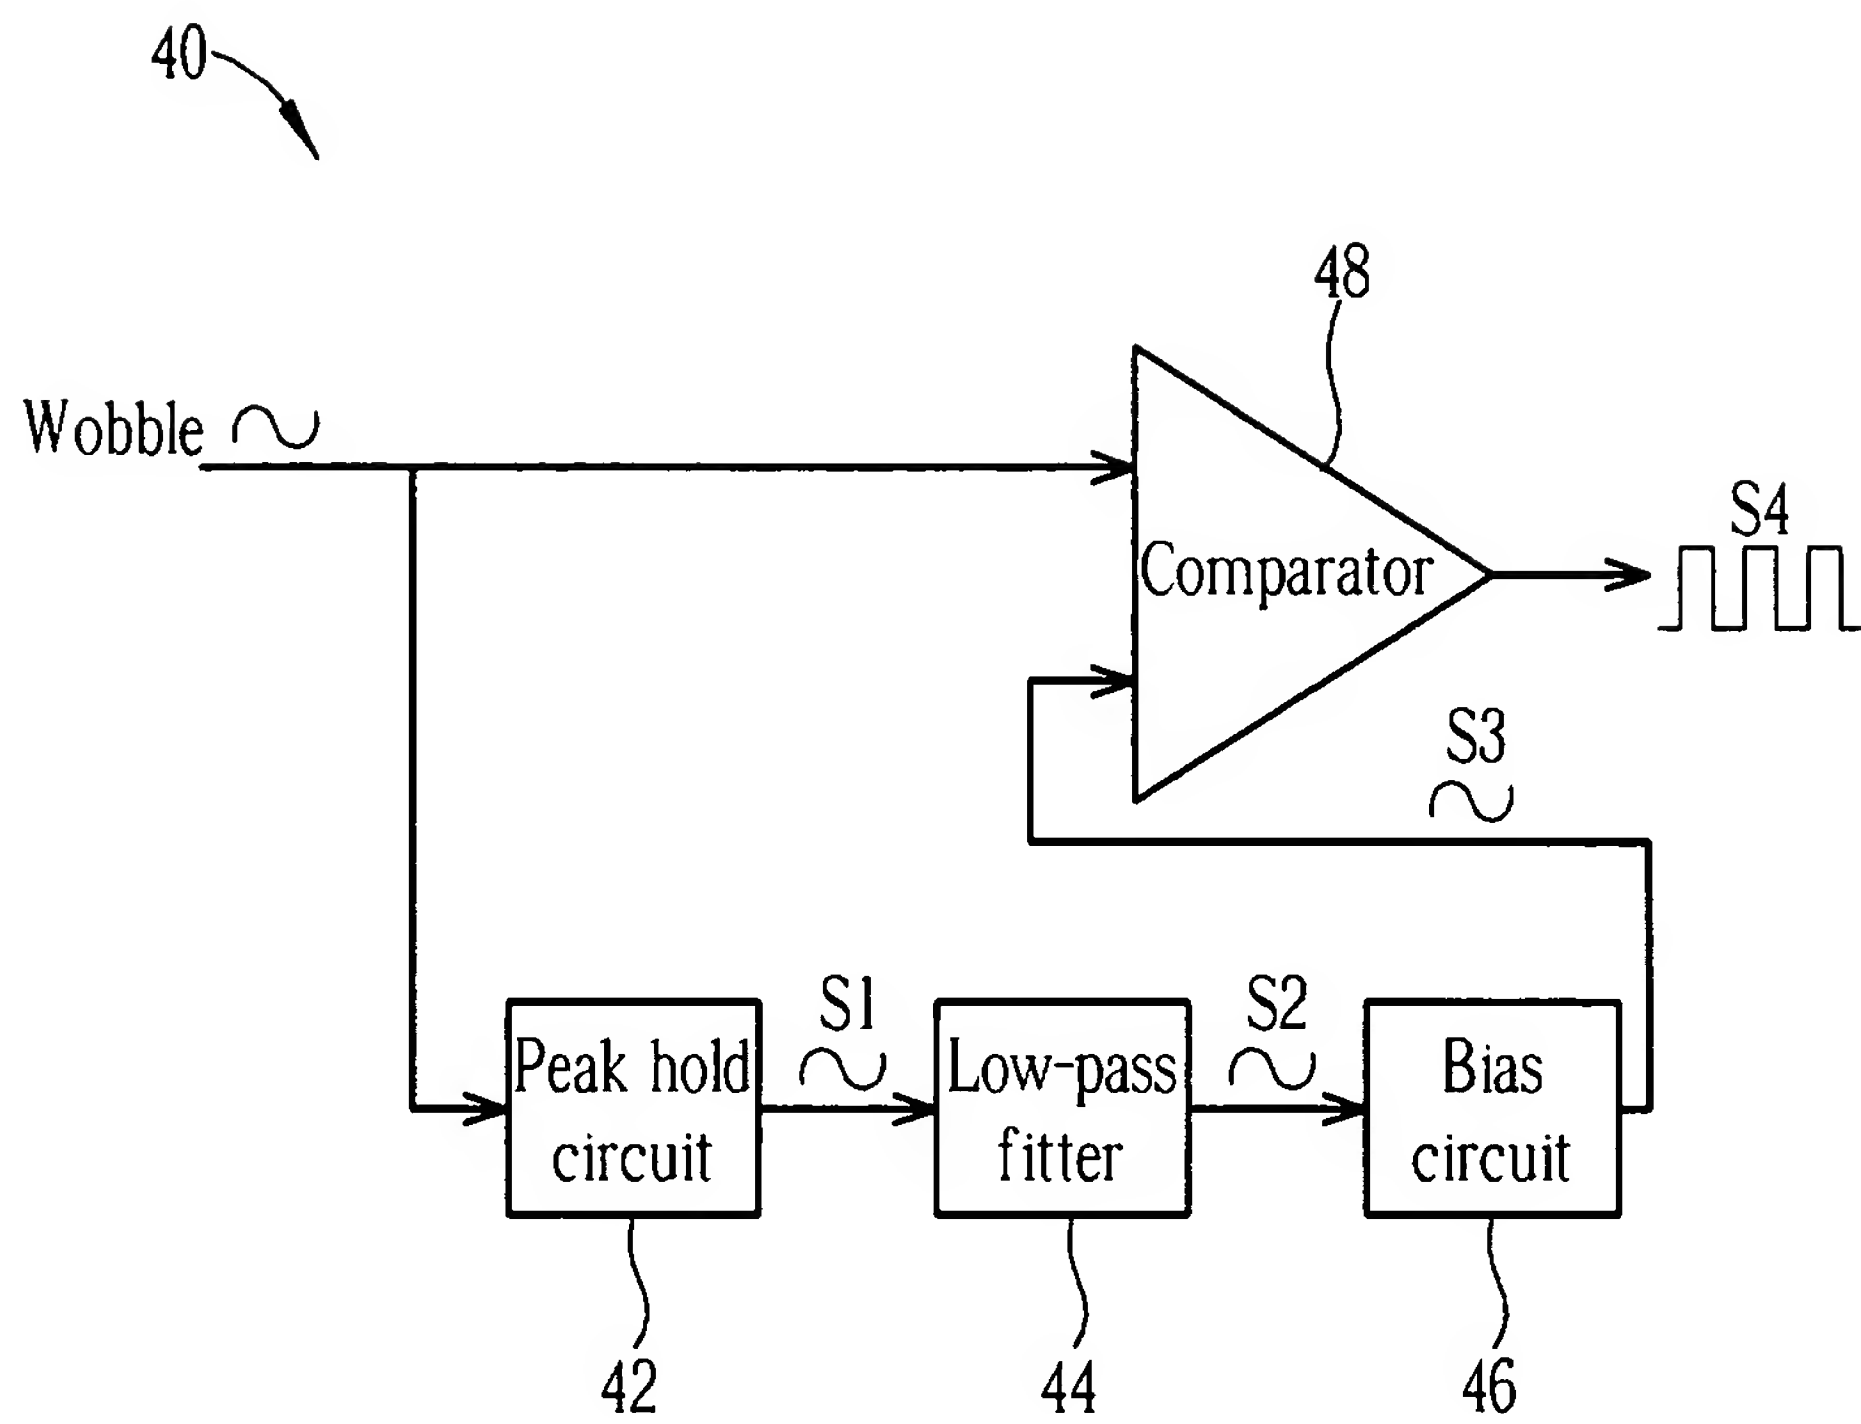 40
48
Wobble
S4
Comparator
S3
S1
S2
Peak hold
circuit
Low-pass
fitter
Bias
circuit
42
44
46